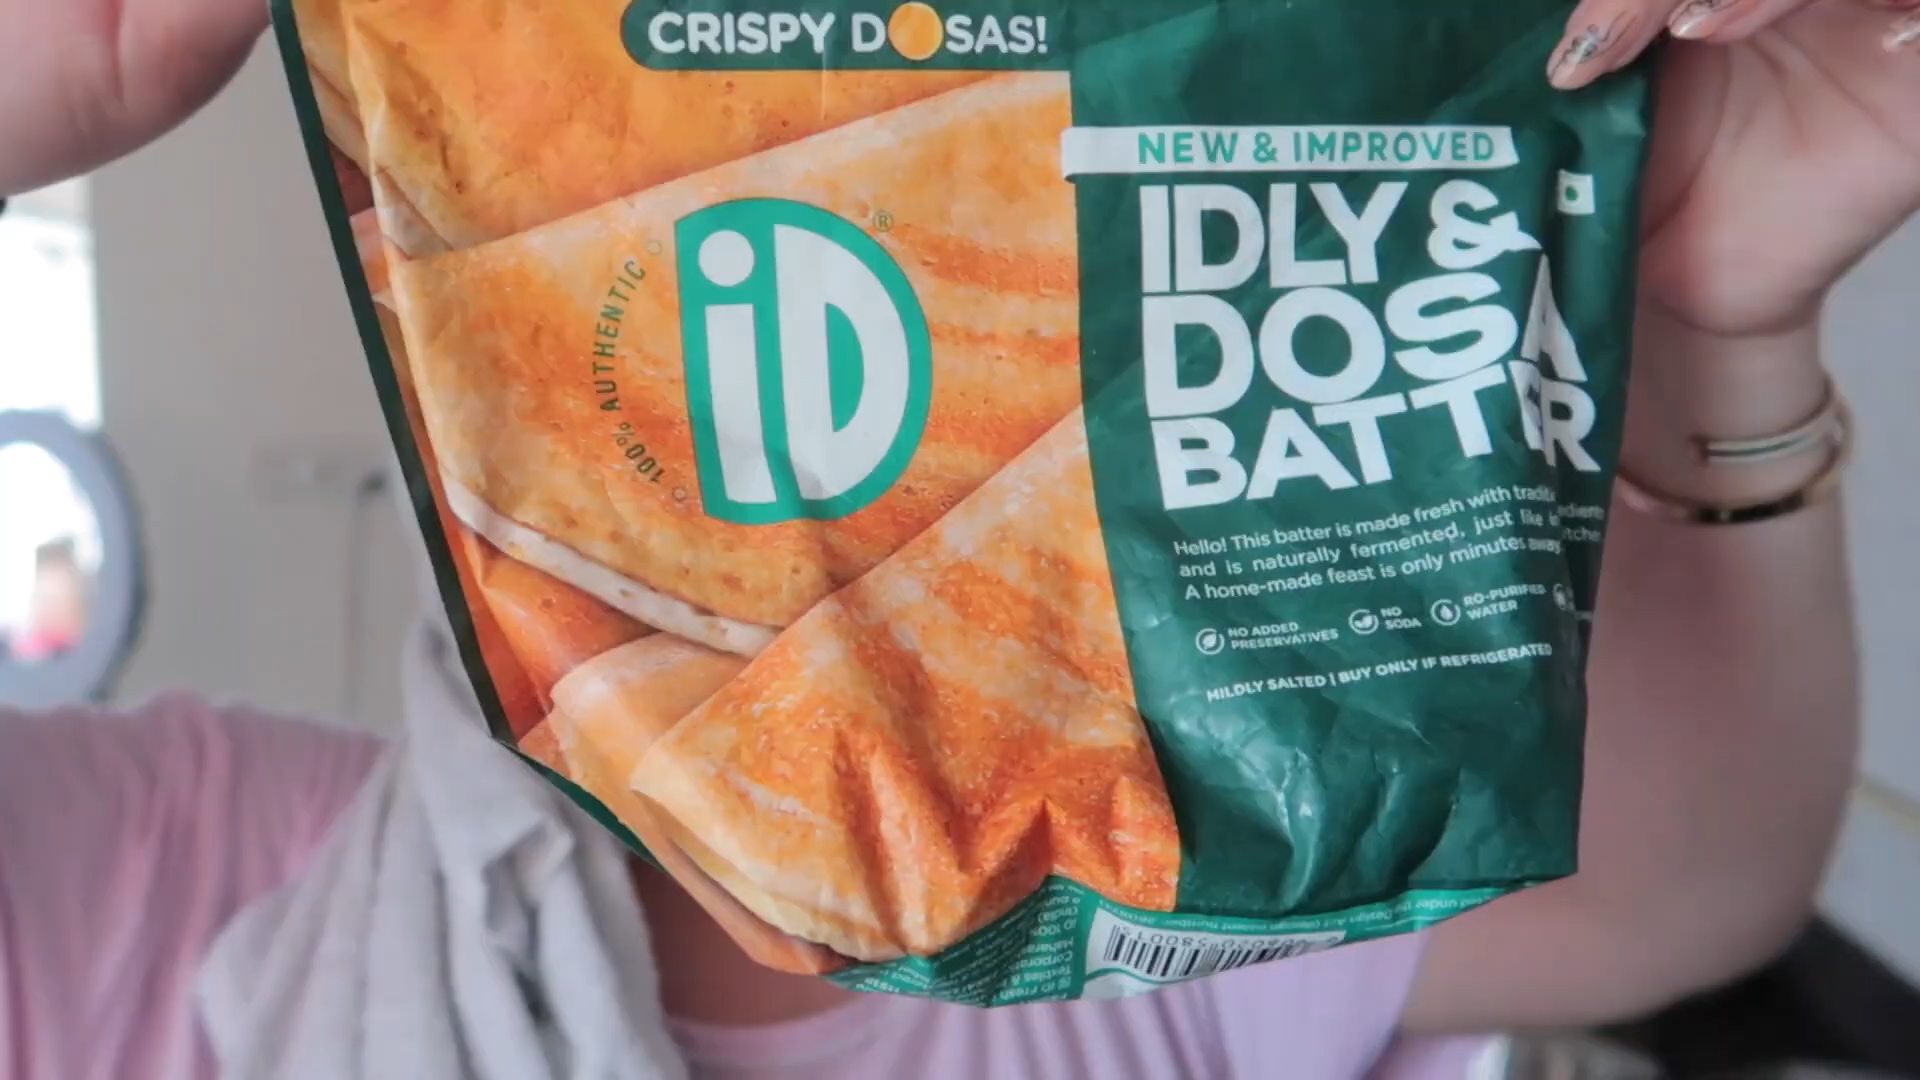 CRISPY DOSAS!
100% AUTHENTIC
iD
®
NEW & IMPROVED
IDLY &
DOSA
BATTER
Hello! This batter is made fresh with
and is naturally fermented, just like
A home-made feast is only minutes away
NO ADDED
PRESERVATIVES
NO
SODA
RO-PURIFIED
WATER
MILDLY SALTED | BUY ONLY IF REFRIGERATED